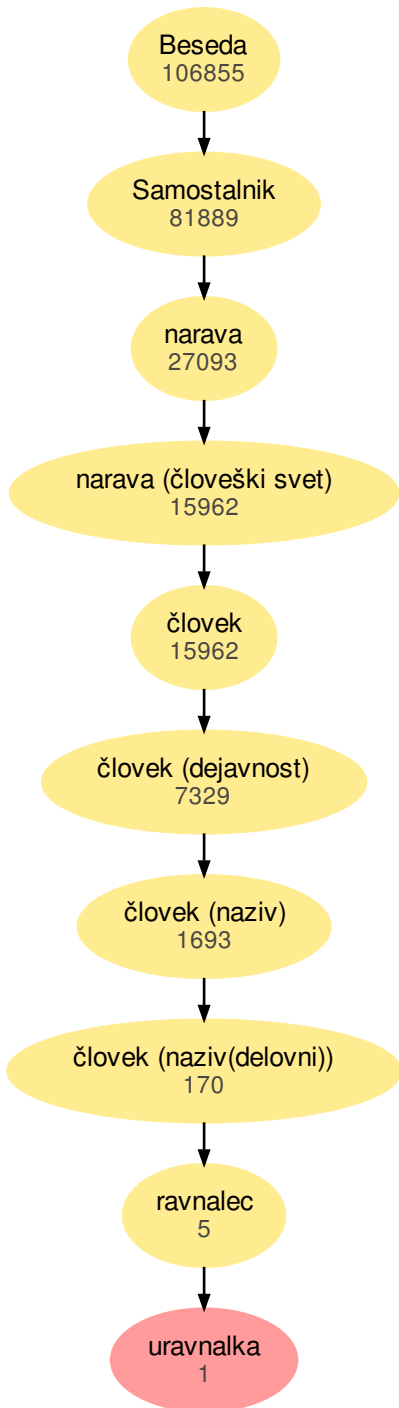 Beseda
106855
Samostalnik
81889
narava
27093
narava (človeški svet)
15962
človek
15962
človek (dejavnost)
7329
človek (naziv)
1693
človek (naziv(delovni))
170
ravnalec
5
uravnalka
1